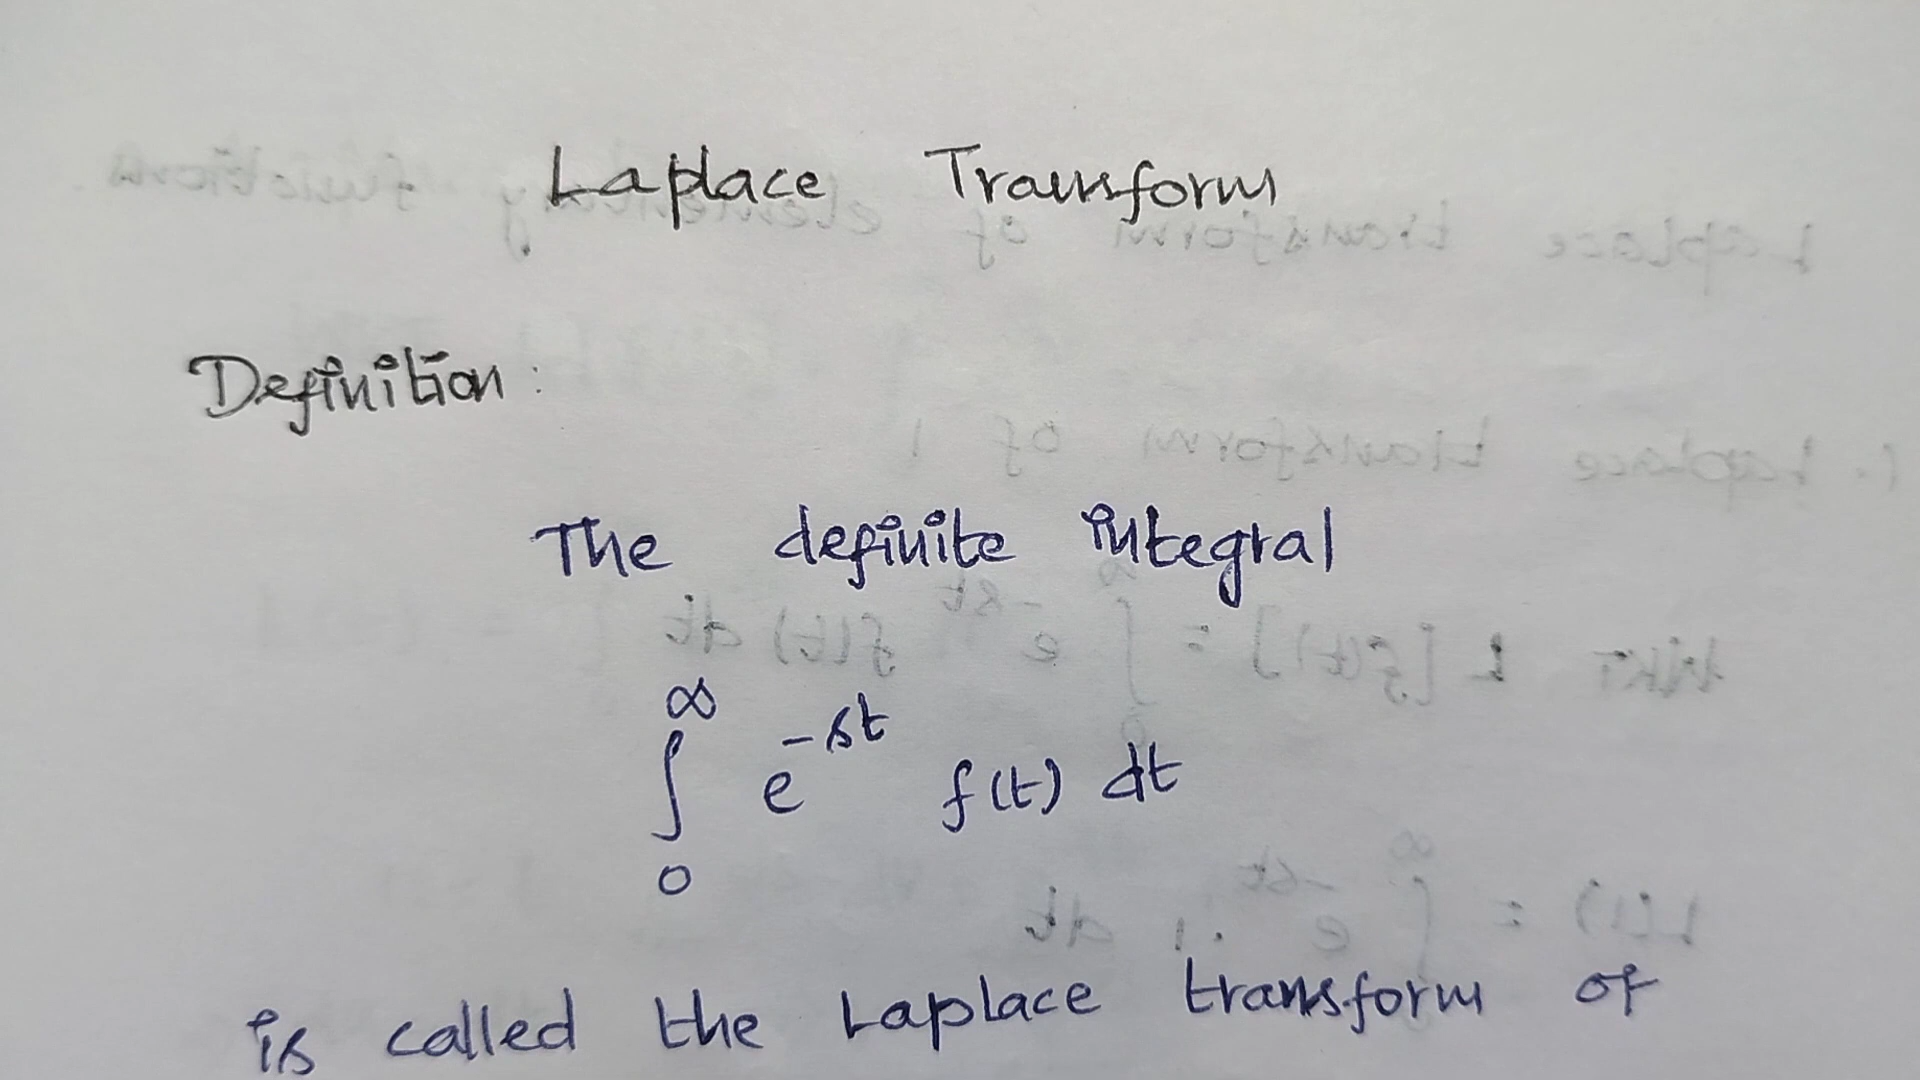 Laplace Transform
Definition:
The definite integral
∞
∫ e^{-st} f(t) dt
0
is called the Laplace transform of